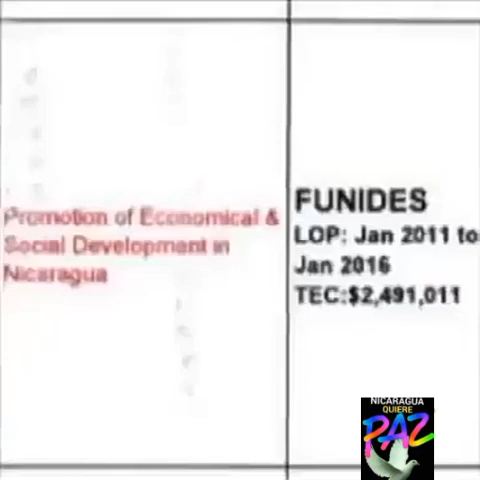 Promotion of Economical &
Social Development in
Nicaragua
FUNIDES
LOP: Jan 2011 to
Jan 2016
TEC:$2,491,011
NICARAGUA
QUIERE
PAZ